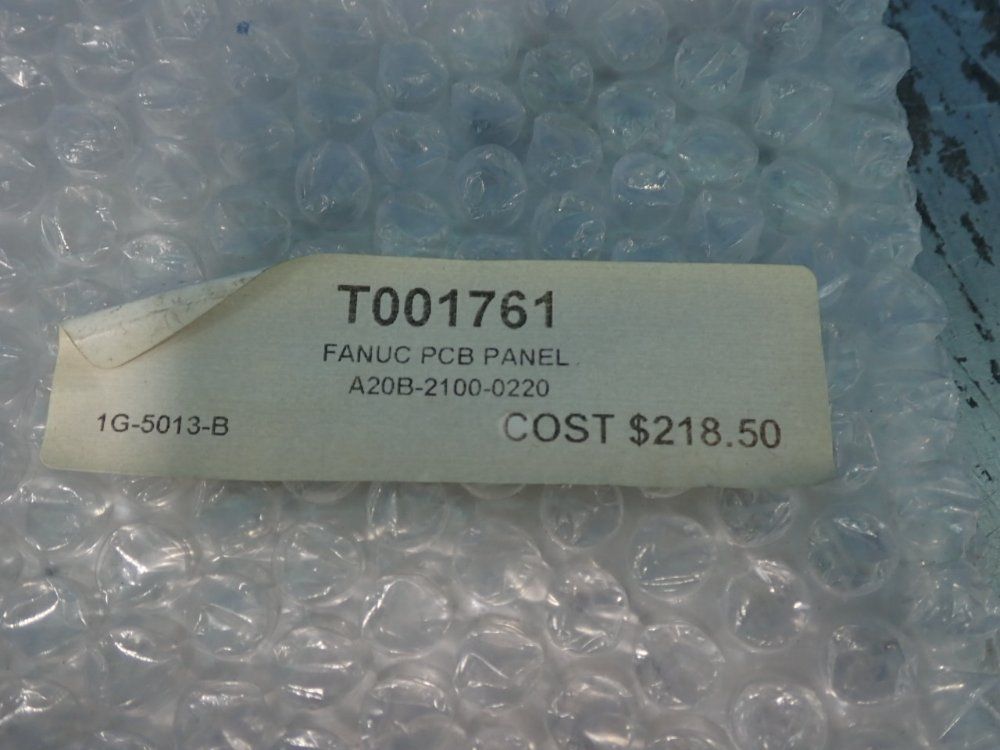 T001761
FANUC PCB PANEL
A20B-2100-0220
1G-5013-B
COST $218.50